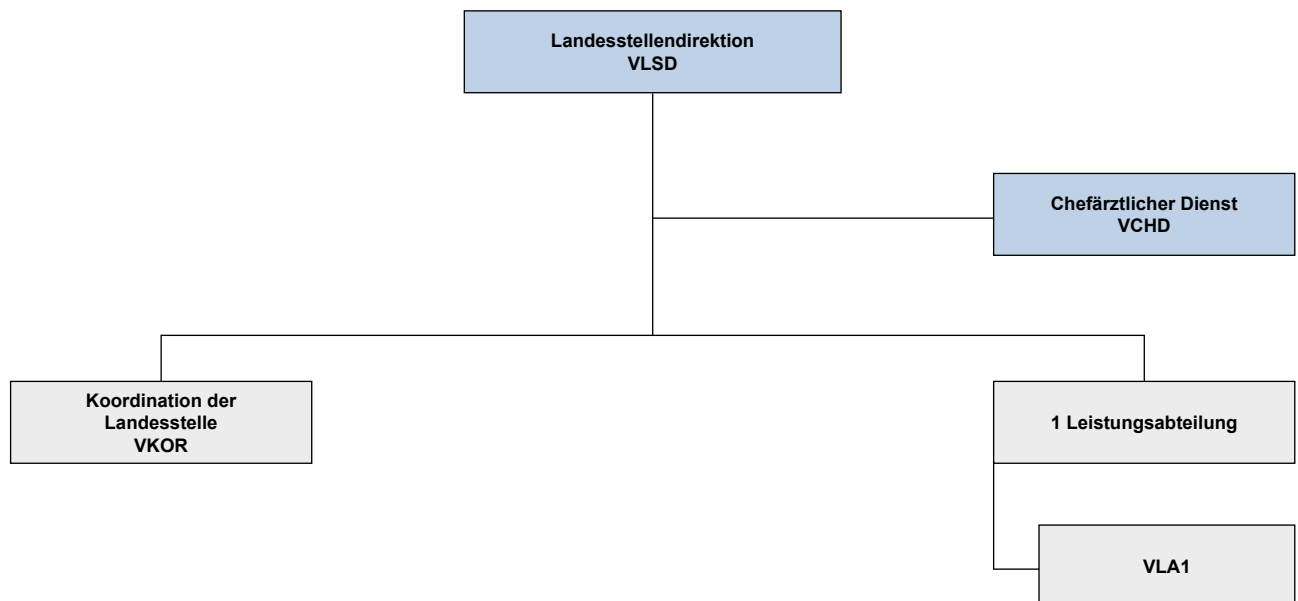 Landesstellendirektion
VLSD
Chefärztlicher Dienst
VCHD
Koordination der
Landesstelle
VKOR
1 Leistungsabteilung
VLA1